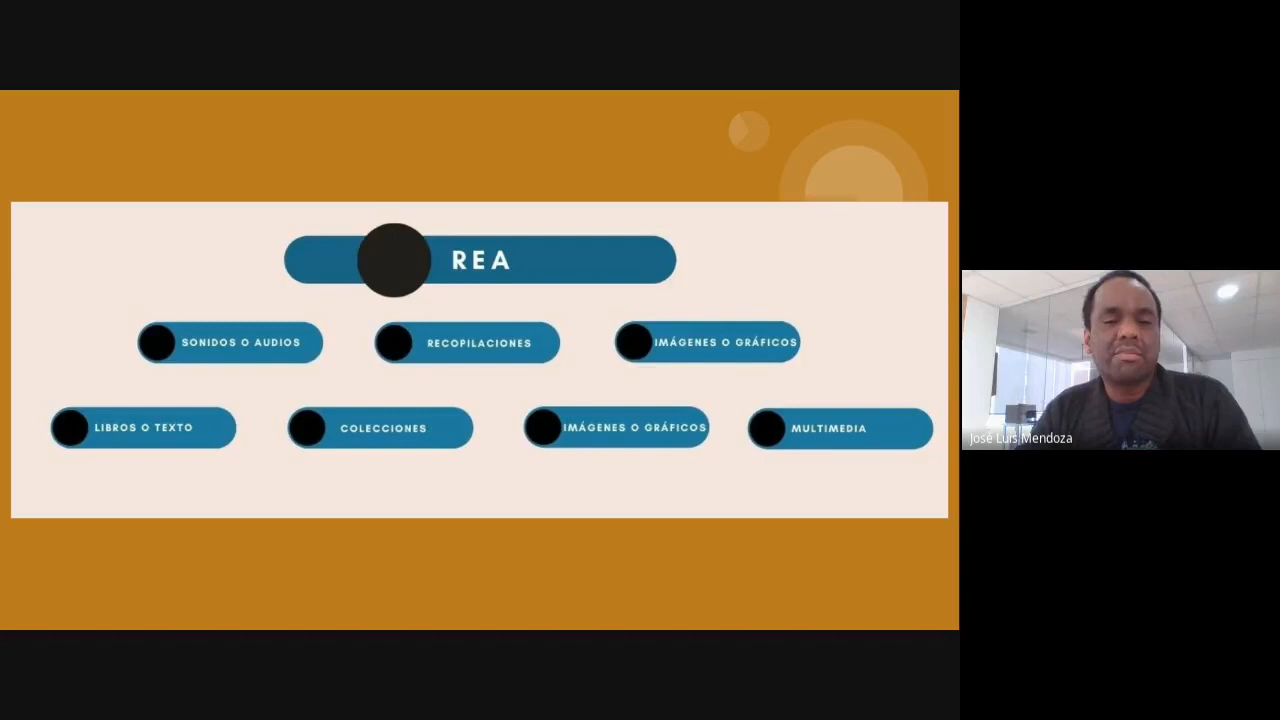 REA
SONIDOS O AUDIOS
RECOPILACIONES
IMÁGENES O GRÁFICOS
LIBROS O TEXTO
COLECCIONES
IMÁGENES O GRÁFICOS
MULTIMEDIA
José Luis Mendoza